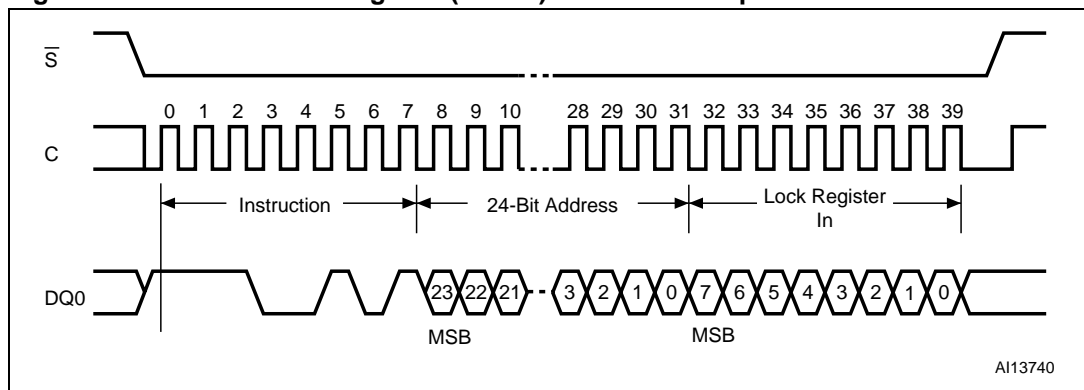 S
0 1 2 3 4 5 6 7 8 9 10 28 29 30 31 32 33 34 35 36 37 38 39
C
Instruction 24-Bit Address Lock Register
In
DQ0 23 22 21 3 2 1 0 7 6 5 4 3 2 1 0
MSB MSB
AI13740